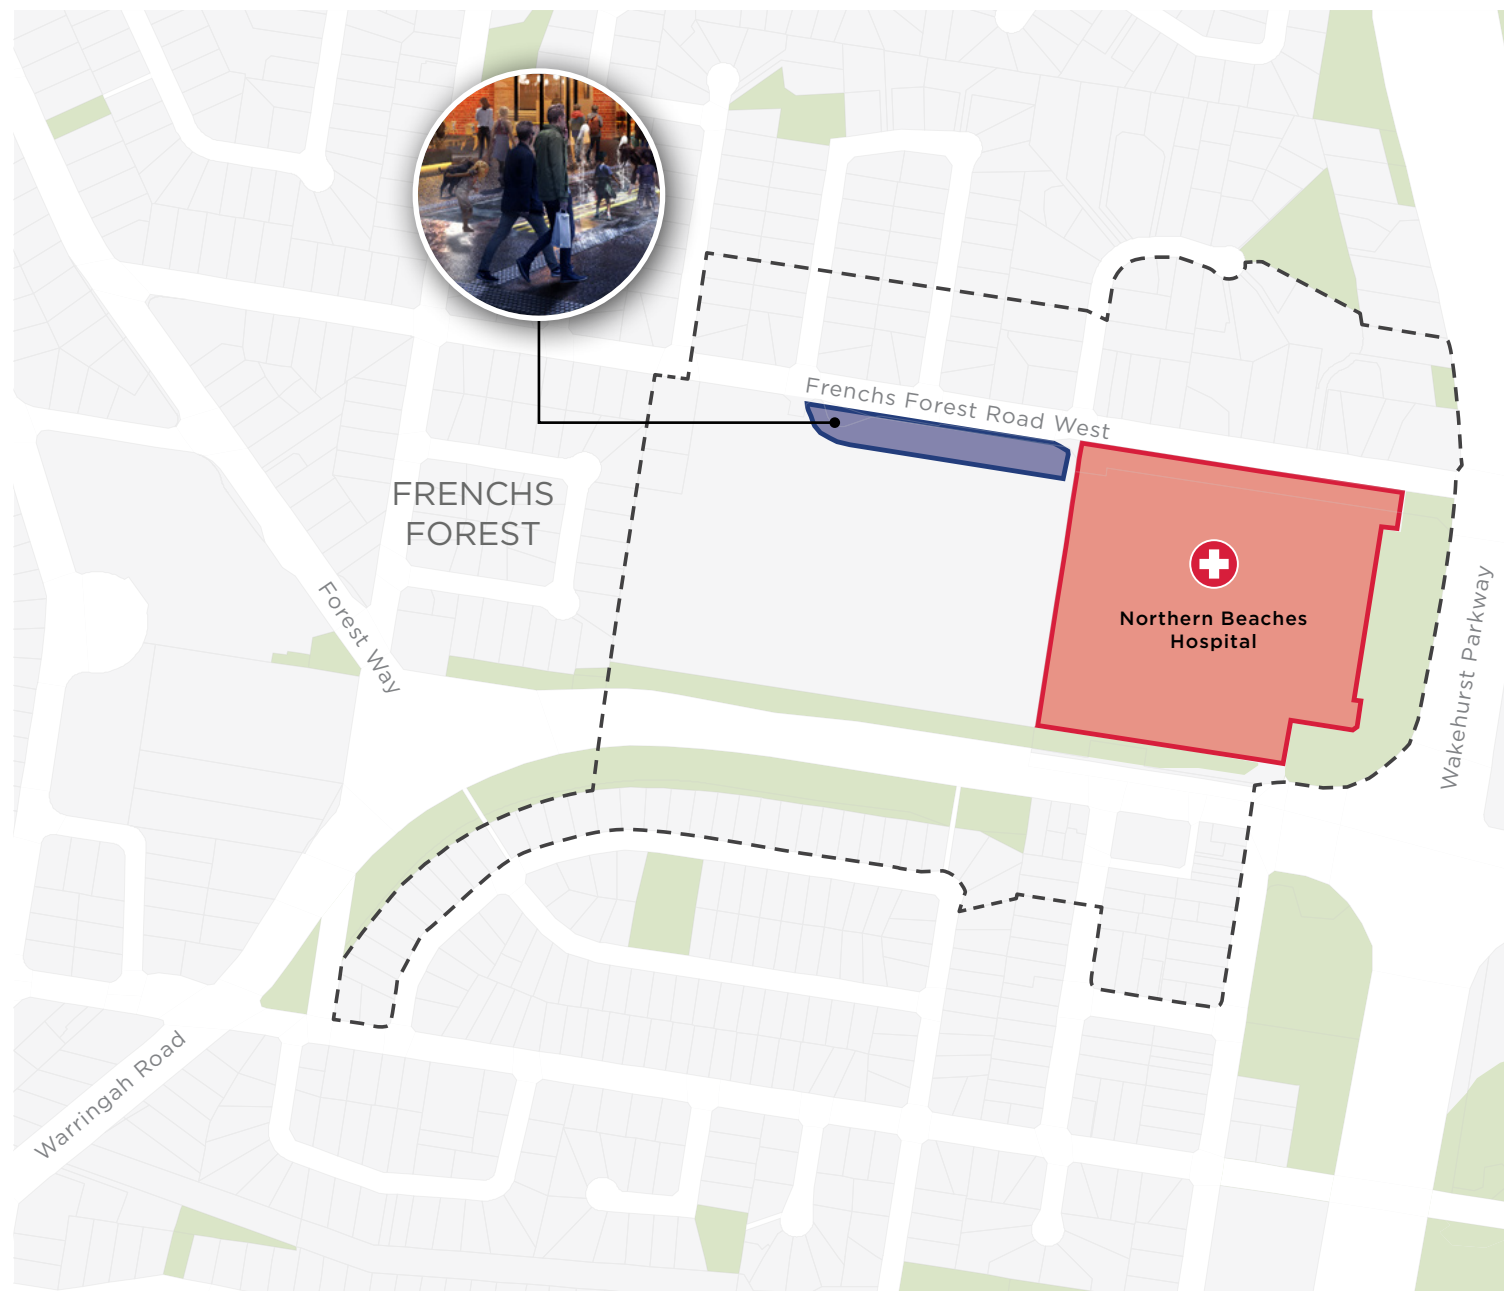 Frenchs Forest Road West
FRENCHS
FOREST
Northern Beaches
Hospital
Forest Way
Wakehurst Parkway
Warringah Road